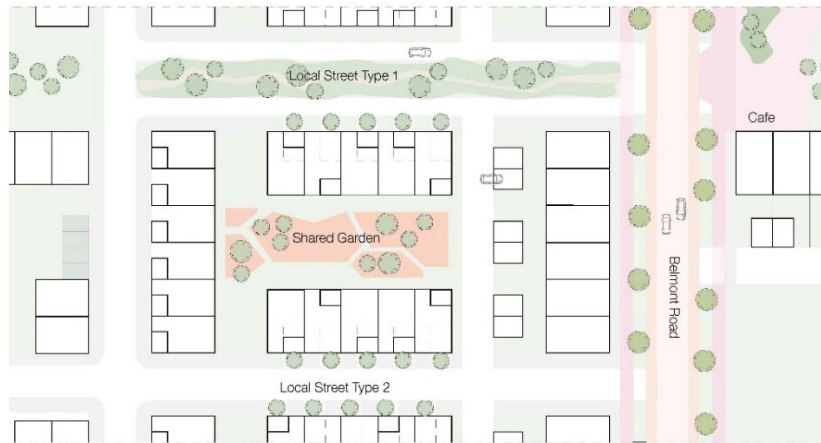 Local Street Type 1
Cafe
Shared Garden
Belmont Road
Local Street Type 2